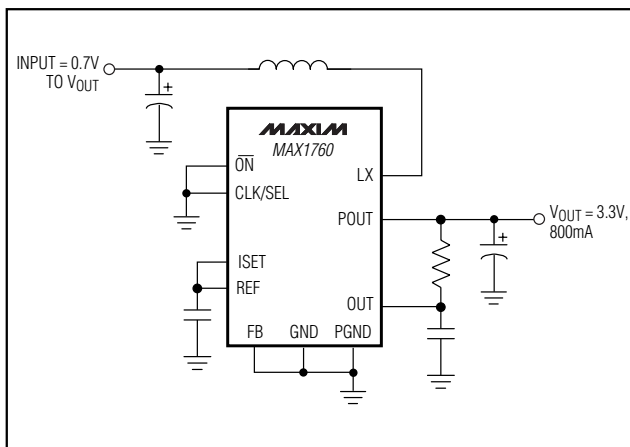 INPUT = 0.7V
TO VOUT
MAXIM
MAX1760
ON
CLK/SEL
LX
POUT
VOUT = 3.3V,
800mA
ISET
REF
OUT
FB GND PGND
+
+